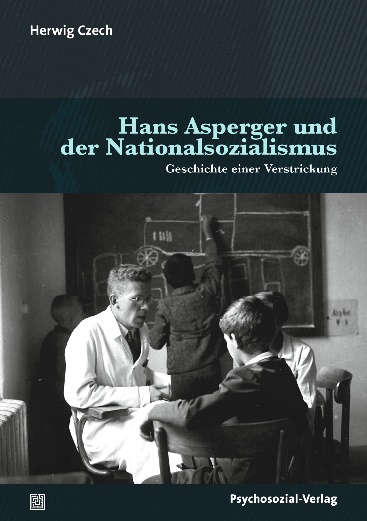 Herwig Czech
Hans Asperger und
der Nationalsozialismus
Geschichte einer Verstrickung
Psychosozial-Verlag